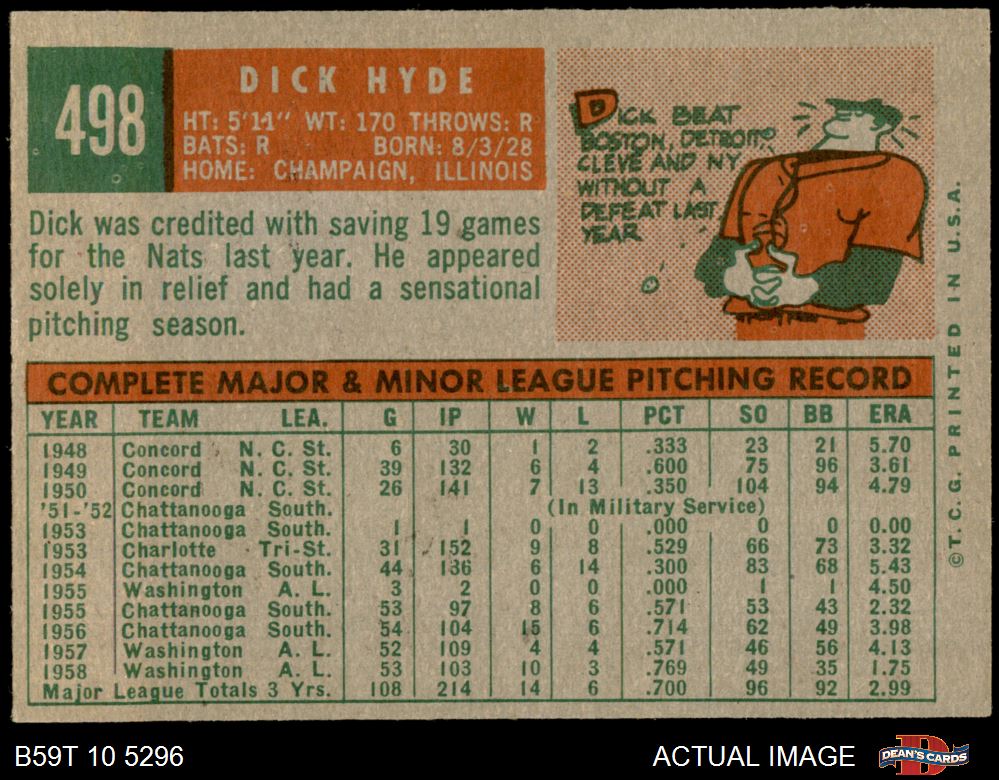 498
DICK HYDE
HT: 5'11" WT: 170 THROWS: R
BATS: R BORN: 8/3/28
HOME: CHAMPAIGN, ILLINOIS
Dick was credited with saving 19 games
for the Nats last year. He appeared
solely in relief and had a sensational
pitching season.
DICK BEAT
BOSTON, DETROIT,
CLEVE AND NY
WITHOUT A
DEFEAT LAST
YEAR
COMPLETE MAJOR & MINOR LEAGUE PITCHING RECORD
YEAR TEAM LEA. G IP W L PCT SO BB ERA
1948 Concord N. C. St. 6 30 1 2 .333 23 21 5.70
1949 Concord N. C. St. 39 132 6 4 .600 75 96 3.61
1950 Concord N. C. St. 26 141 7 13 .350 104 94 4.79
'51-'52 Chattanooga South. (In Military Service)
1953 Chattanooga South. 1 1 0 0 .000 0 0 0.00
1953 Charlotte Tri-St. 31 152 9 8 .529 66 73 3.32
1954 Chattanooga South. 44 136 6 14 .300 83 68 5.43
1955 Washington A. L. 3 2 0 0 .000 1 1 4.50
1955 Chattanooga South. 53 97 8 6 .571 53 43 2.32
1956 Chattanooga South. 54 104 15 6 .714 62 49 3.98
1957 Washington A. L. 52 109 4 4 .571 46 56 4.13
1958 Washington A. L. 53 103 10 3 .769 49 35 1.75
Major League Totals 3 Yrs. 108 214 14 6 .700 96 92 2.99
©T.C.G. PRINTED IN U.S.A.
B59T 10 5296
ACTUAL IMAGE
DEAN'S CARDS